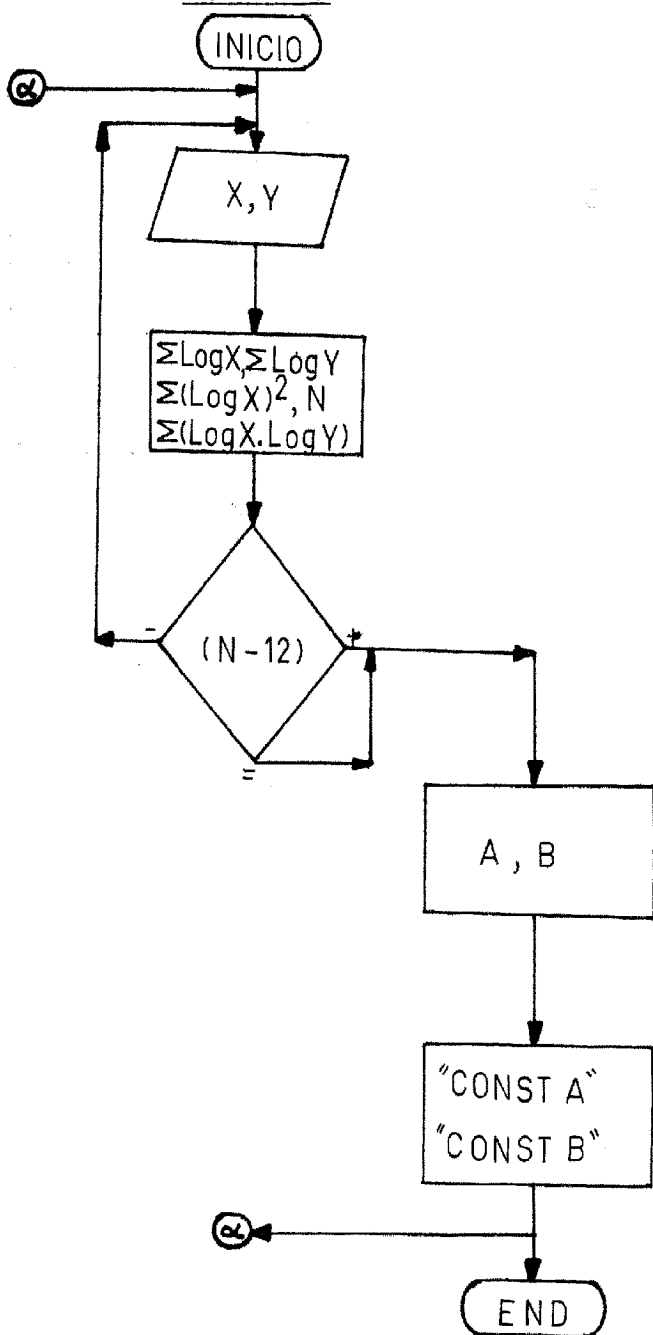 INICIO
X, Y
ΣLogX, ΣLogY
Σ(LogX)², N
Σ(LogX.LogY)
-
(N-12)
+
=
A, B
"CONST A"
"CONST B"
END